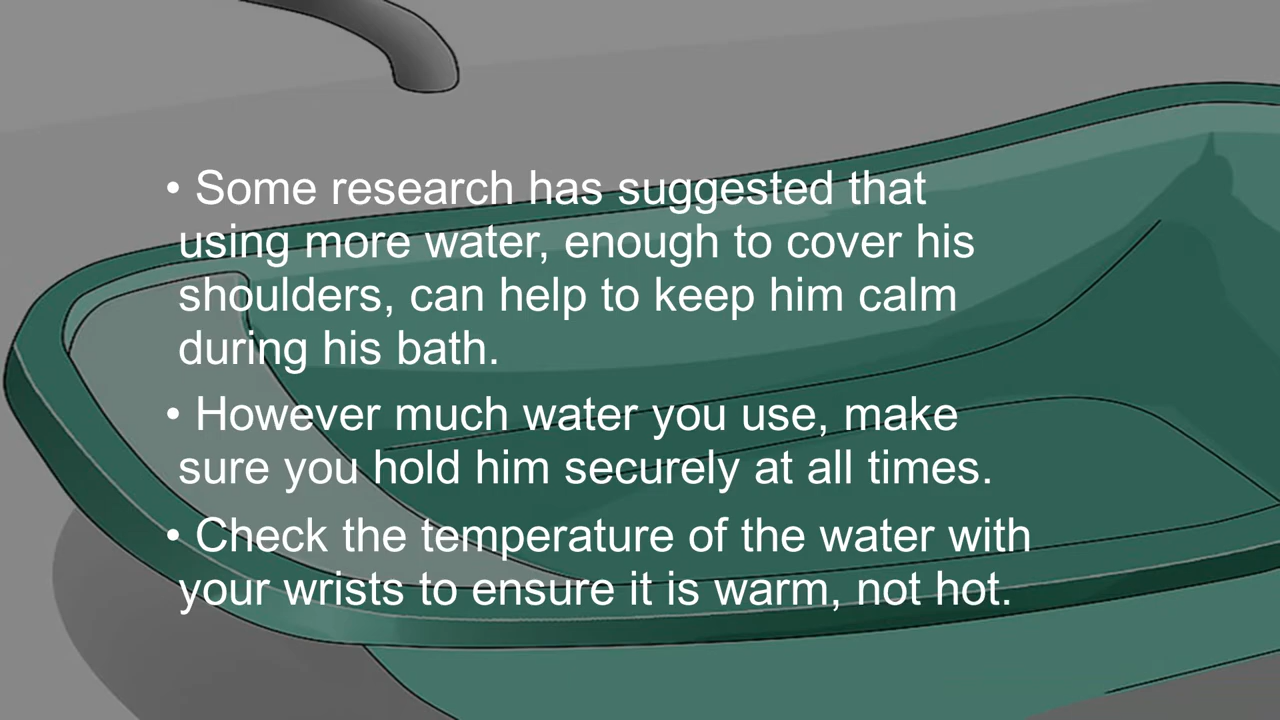 • Some research has suggested that
using more water, enough to cover his
shoulders, can help to keep him calm
during his bath.
• However much water you use, make
sure you hold him securely at all times.
• Check the temperature of the water with
your wrists to ensure it is warm, not hot.